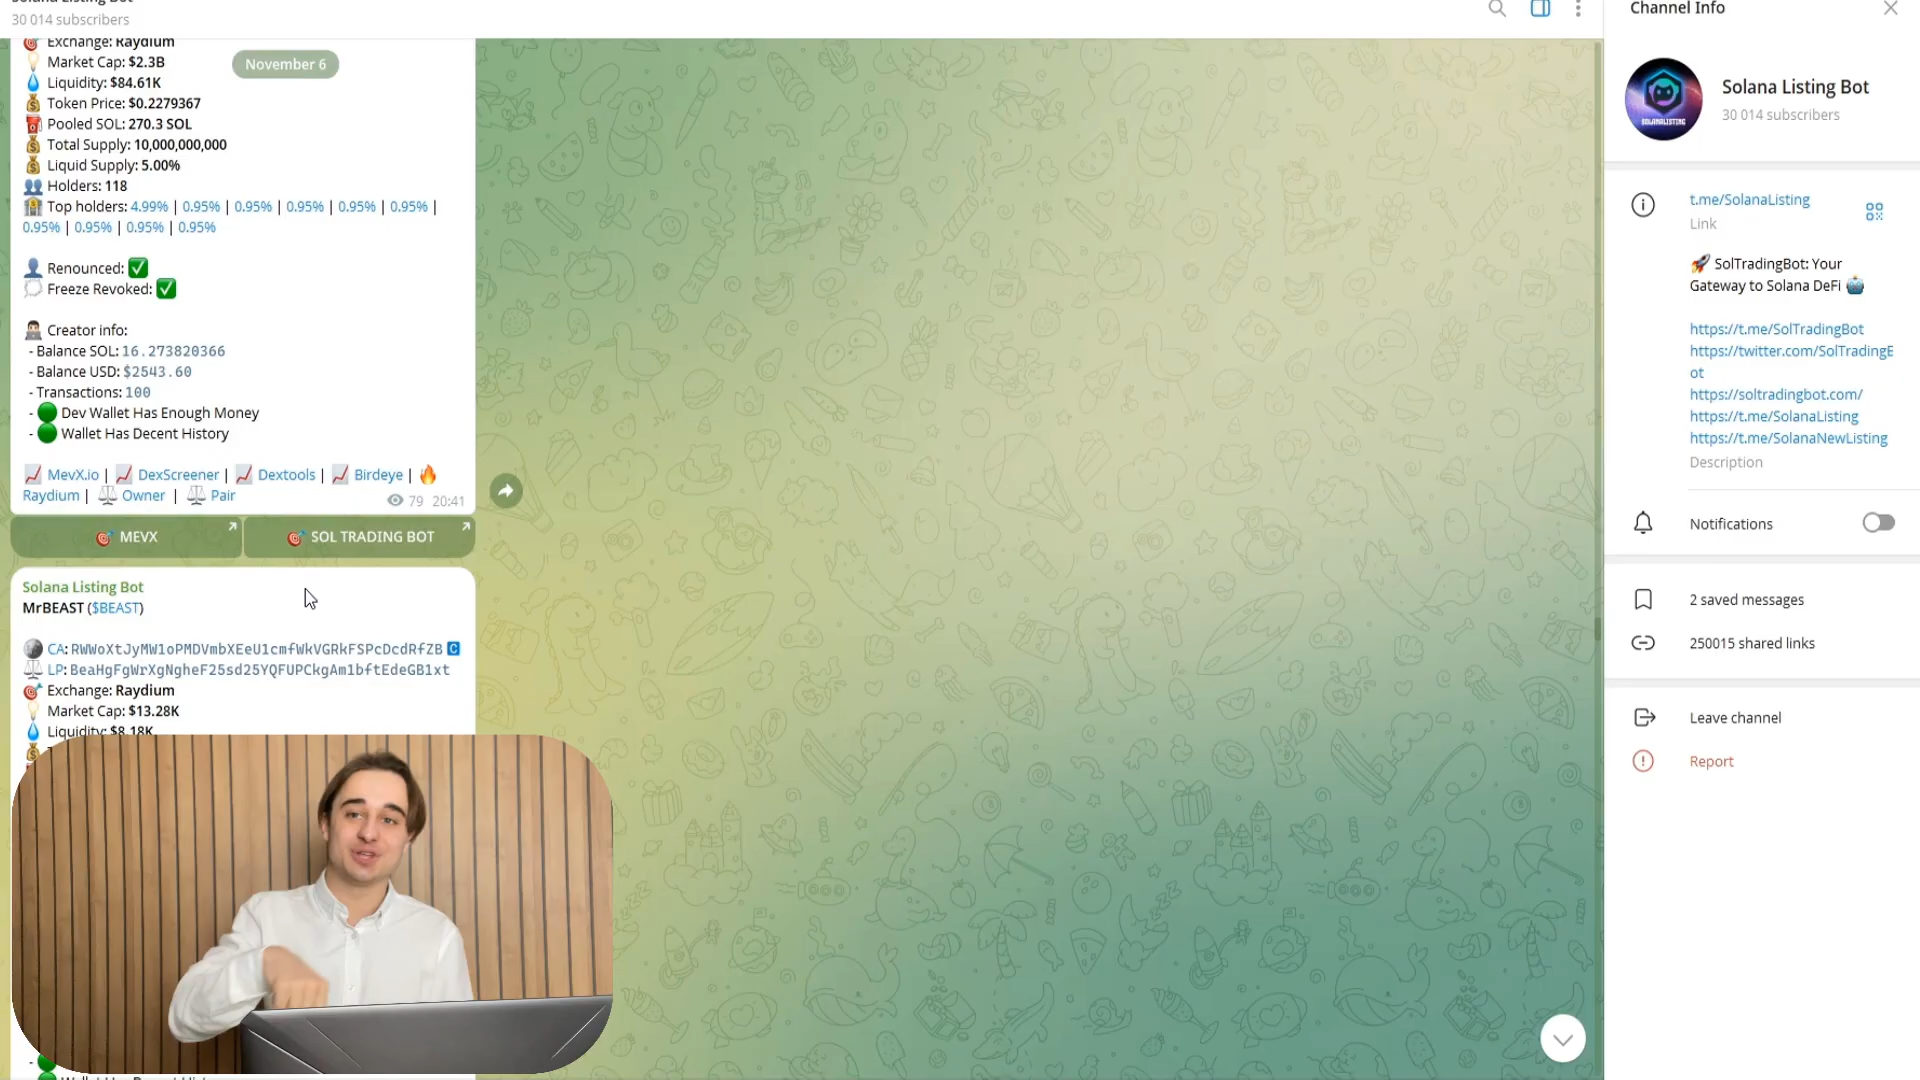 30 014 subscribers
Exchange: Raydium
Market Cap: $2.3B
Liquidity: $84.61K
Token Price: $0.2279367
Pooled SOL: 270.3 SOL
Total Supply: 10,000,000,000
Liquid Supply: 5.00%
Holders: 118
Top holders: 4.99% | 0.95% | 0.95% | 0.95% | 0.95% | 0.95% |
0.95% | 0.95% | 0.95% | 0.95%
November 6
Renounced:
Freeze Revoked:
Creator info:
- Balance SOL: 16.273820366
- Balance USD: $2543.60
- Transactions: 100
- Dev Wallet Has Enough Money
- Wallet Has Decent History
MevX.io | DexScreener | Dextools | Birdeye |
Raydium | Owner | Pair
79 20:41
MEVX
SOL TRADING BOT
Solana Listing Bot
MrBEAST ($BEAST)
CA: RWWoXtJyMW1oPMDVmbXEeU1cmfWkVGRkFSPcDcdRfZB C
LP: BeaHgFgWrXgNgheF25sd25YQFUPCkgAm1bftEdeGB1xt
Exchange: Raydium
Market Cap: $13.28K
Liquidity: $8.18K
Channel Info
SOLANALISTING
Solana Listing Bot
30 014 subscribers
t.me/SolanaListing
Link
SolTradingBot: Your
Gateway to Solana DeFi
https://t.me/SolTradingBot
https://twitter.com/SolTradingB
ot
https://soltradingbot.com/
https://t.me/SolanaListing
https://t.me/SolanaNewListing
Description
Notifications
2 saved messages
250015 shared links
Leave channel
Report